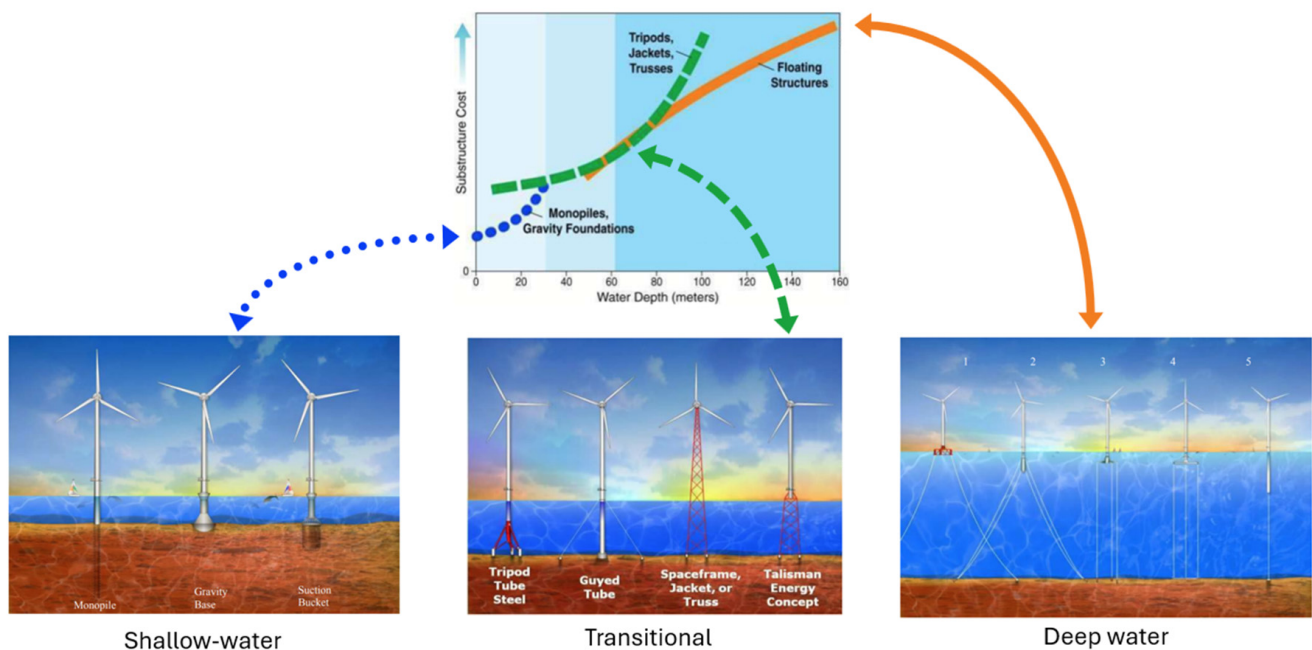 Substructure Cost
0
Tripods,
Jackets,
Trusses
Floating
Structures
Monopiles,
Gravity Foundations
0 20 40 60 80 100 120 140 160
Water Depth (meters)
Monopile
Gravity
Base
Suction
Bucket
Shallow-water
Tripod
Tube
Steel
Guyed
Tube
Spaceframe,
Jacket, or
Truss
Talisman
Energy
Concept
Transitional
1 2 3 4 5
Deep water